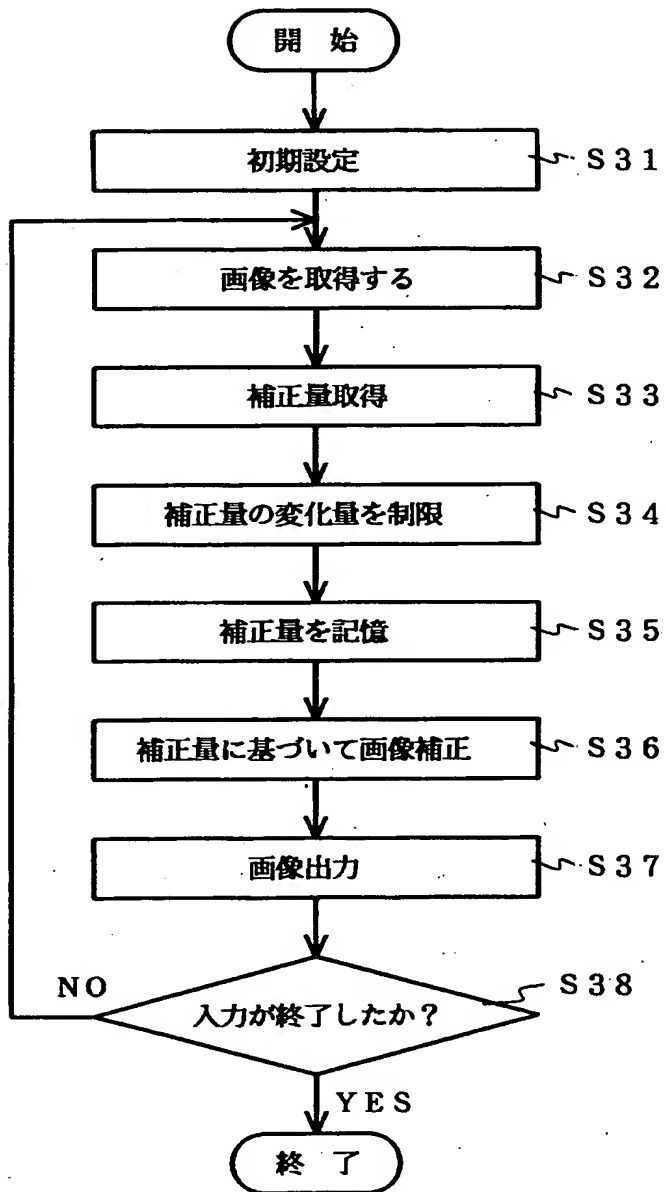 開 始
初期設定 S31
画像を取得する S32
補正量取得 S33
補正量の変化量を制限 S34
補正量を記憶 S35
補正量に基づいて画像補正 S36
画像出力 S37
NO
入力が終了したか？ S38
YES
終 了